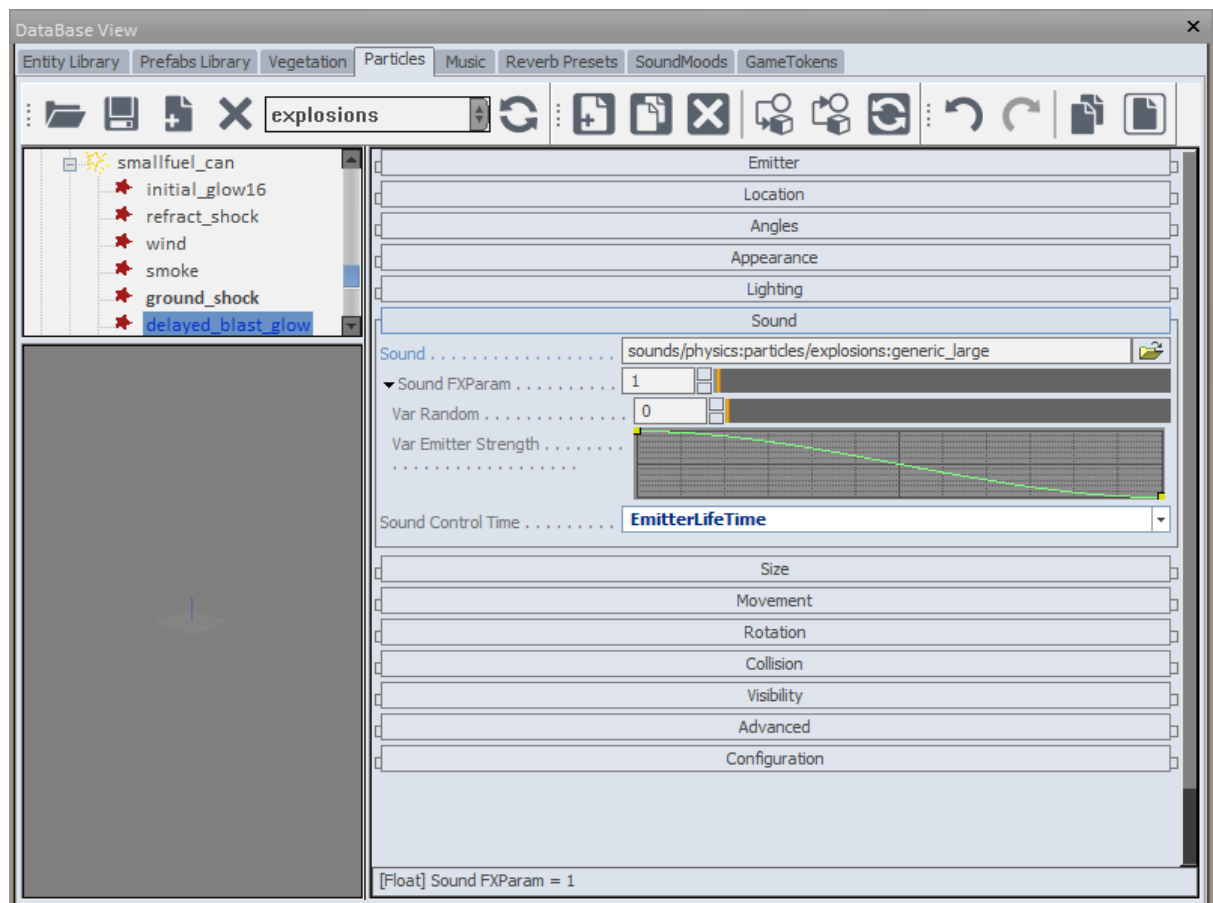 DataBase View
Entity Library Prefabs Library Vegetation Particles Music Reverb Presets SoundMoods GameTokens
explosions
smallfuel_can
initial_glow16
refract_shock
wind
smoke
ground_shock
delayed_blast_glow
Emitter
Location
Angles
Appearance
Lighting
Sound
Sound . . . . . . . . . . . . . . . . . . sounds/physics:particles/explosions:generic_large
Sound FXParam . . . . . . . . . . 1
Var Random . . . . . . . . . . . . . . 0
Var Emitter Strength . . . . . . . .
. . . . . . . . . . . . . . . . . .
Sound Control Time . . . . . . . . . EmitterLifeTime
Size
Movement
Rotation
Collision
Visibility
Advanced
Configuration
[Float] Sound FXParam = 1